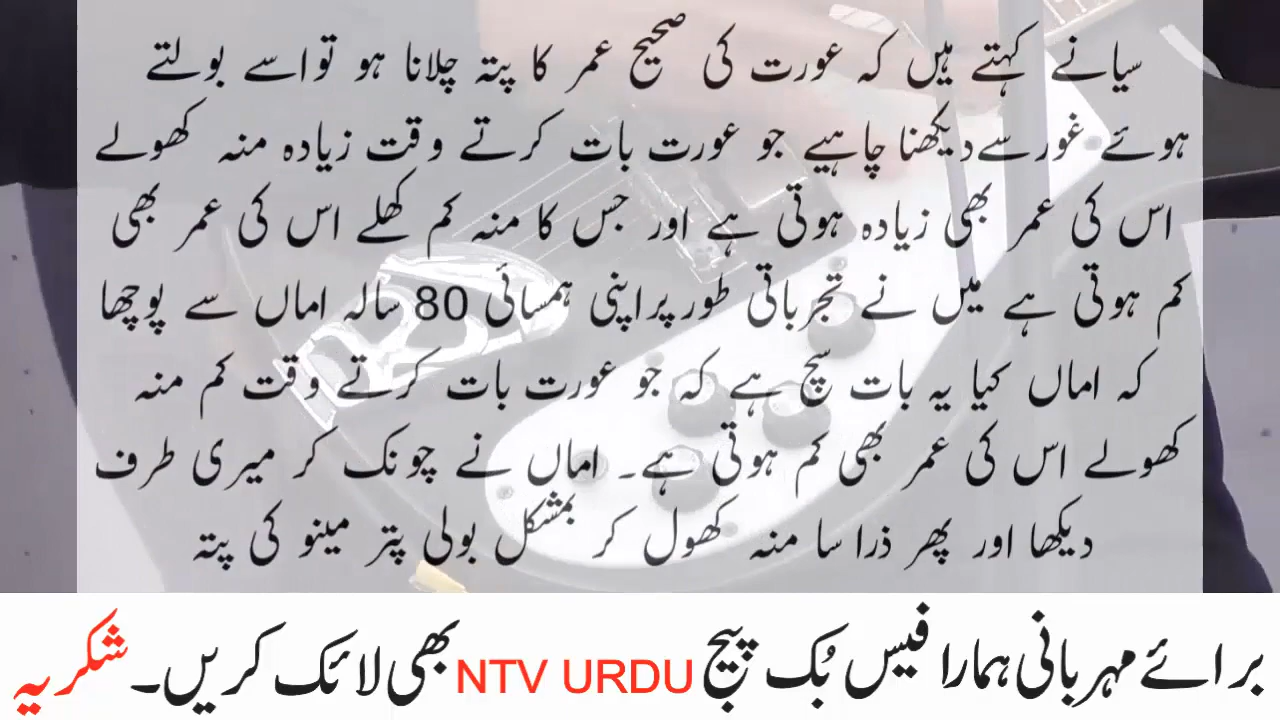 سیانے کہتے ہیں کہ عورت کی صحیح عمر کا پتہ چلانا ہو تو اسے بولتے
ہوئے غور سے دیکھنا چاہیے جو عورت بات کرتے وقت زیادہ منہ کھولے
اس کی عمر بھی زیادہ ہوتی ہے اور جس کا منہ کم کھلے اس کی عمر بھی
کم ہوتی ہے میں نے تجرباتی طور پر اپنی ہمسائی 80 سالہ اماں سے پوچھا
کہ اماں کیا یہ بات سچ ہے کہ جو عورت بات کرتے وقت کم منہ
کھولے اس کی عمر بھی کم ہوتی ہے۔ اماں نے چونک کر میری طرف
دیکھا اور پھر ذرا سا منہ کھول کر بمشکل بولی پتر مینو کی پتہ
برائے مہربانی ہمارا فیس بُک پیج NTV URDU بھی لائک کریں۔ شکریہ